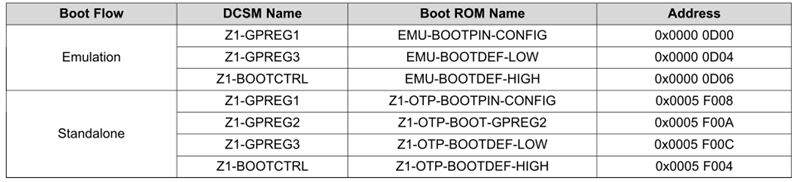 Boot Flow DCSM Name Boot ROM Name Address
Emulation
Z1-GPREG1 EMU-BOOTPIN-CONFIG 0x0000 0D00
Z1-GPREG3 EMU-BOOTDEF-LOW 0x0000 0D04
Z1-BOOTCTRL EMU-BOOTDEF-HIGH 0x0000 0D06
Standalone
Z1-GPREG1 Z1-OTP-BOOTPIN-CONFIG 0x0005 F008
Z1-GPREG2 Z1-OTP-BOOT-GPREG2 0x0005 F00A
Z1-GPREG3 Z1-OTP-BOOTDEF-LOW 0x0005 F00C
Z1-BOOTCTRL Z1-OTP-BOOTDEF-HIGH 0x0005 F004